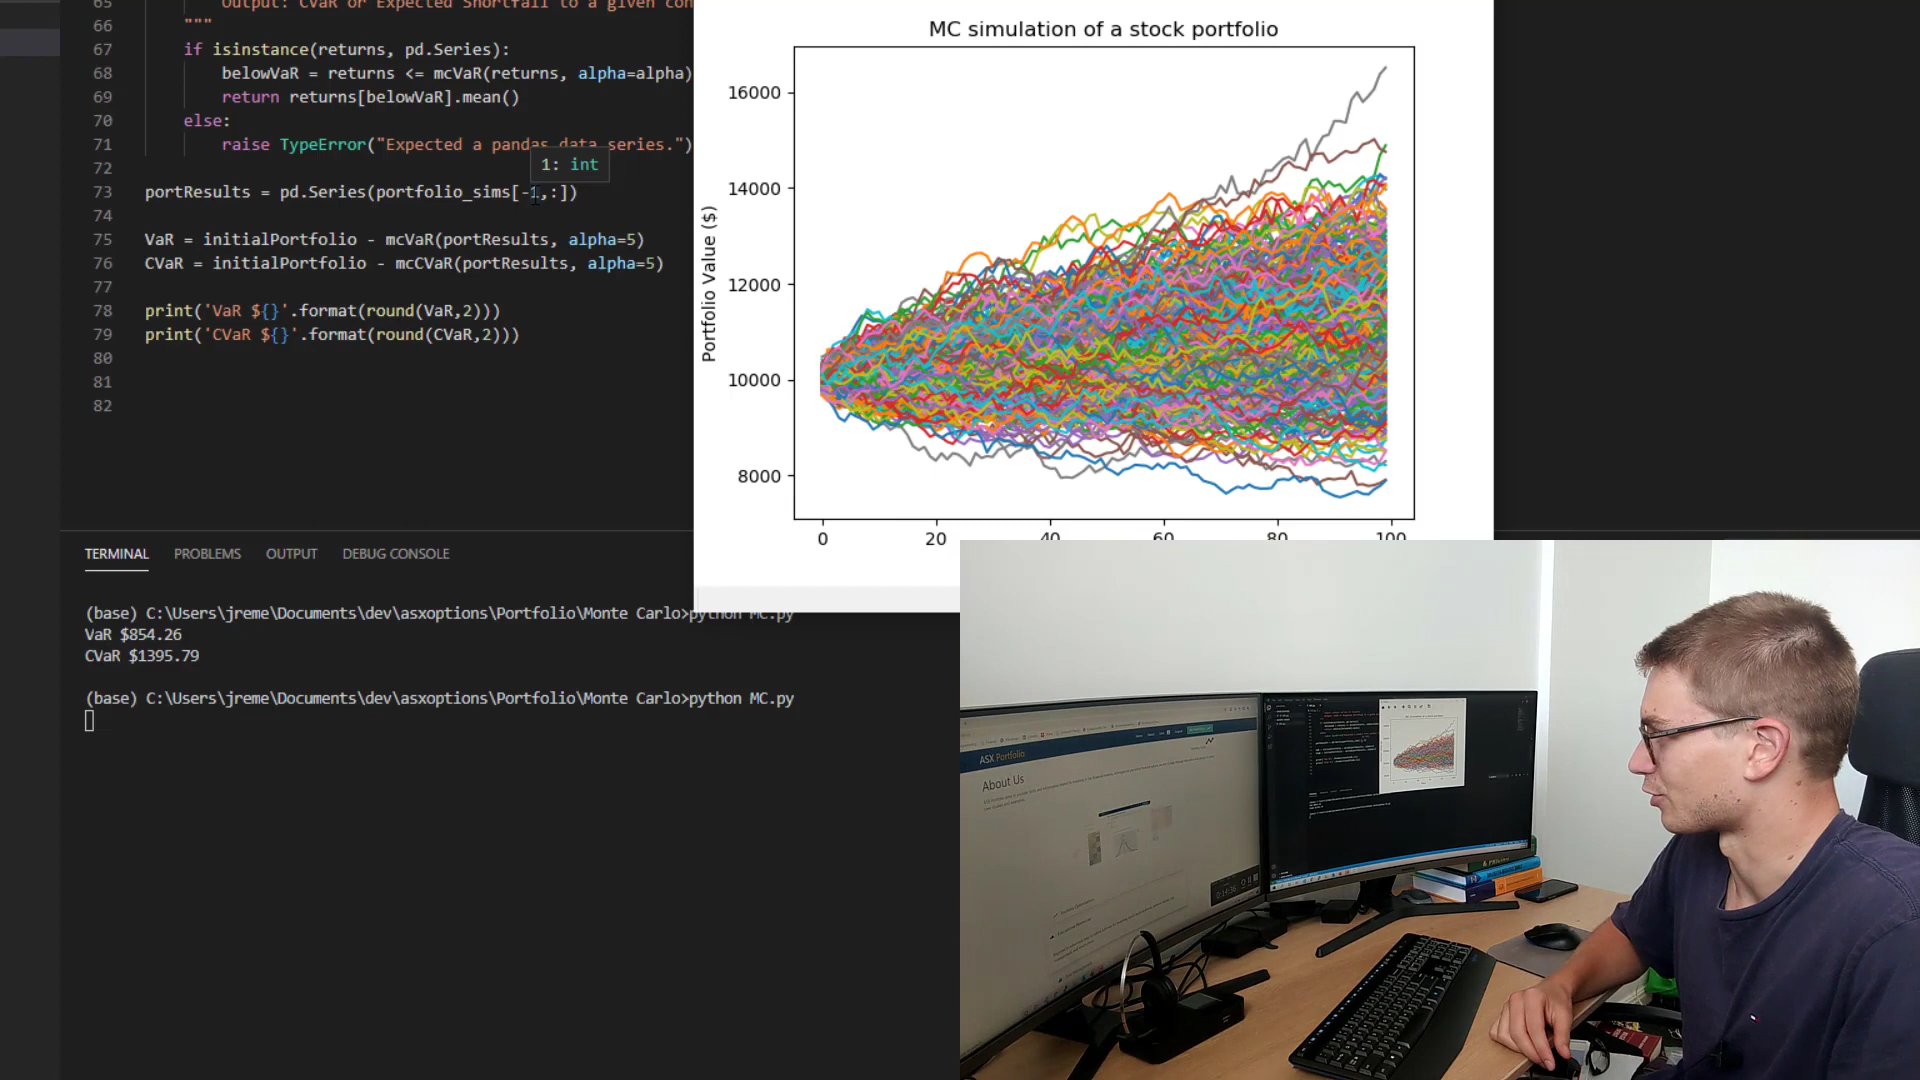 65 Output: CVaR or Expected Shortfall to a given con
66 """
67 if isinstance(returns, pd.Series):
68 belowVaR = returns <= mcVaR(returns, alpha=alpha)
69 return returns[belowVaR].mean()
70 else:
71 raise TypeError("Expected a pandas data series.")
1: int
72
73 portResults = pd.Series(portfolio_sims[-1,:])
74
75 VaR = initialPortfolio - mcVaR(portResults, alpha=5)
76 CVaR = initialPortfolio - mcCVaR(portResults, alpha=5)
77
78 print('VaR ${}'.format(round(VaR,2)))
79 print('CVaR ${}'.format(round(CVaR,2)))
80
81
82
MC simulation of a stock portfolio
Portfolio Value ($)
16000
14000
12000
10000
8000
0 20 40 60 80 100
TERMINAL PROBLEMS OUTPUT DEBUG CONSOLE
(base) C:\Users\jreme\Documents\dev\asxoptions\Portfolio\Monte Carlo>python MC.py
VaR $854.26
CVaR $1395.79
(base) C:\Users\jreme\Documents\dev\asxoptions\Portfolio\Monte Carlo>python MC.py
ASX Portfolio
About Us